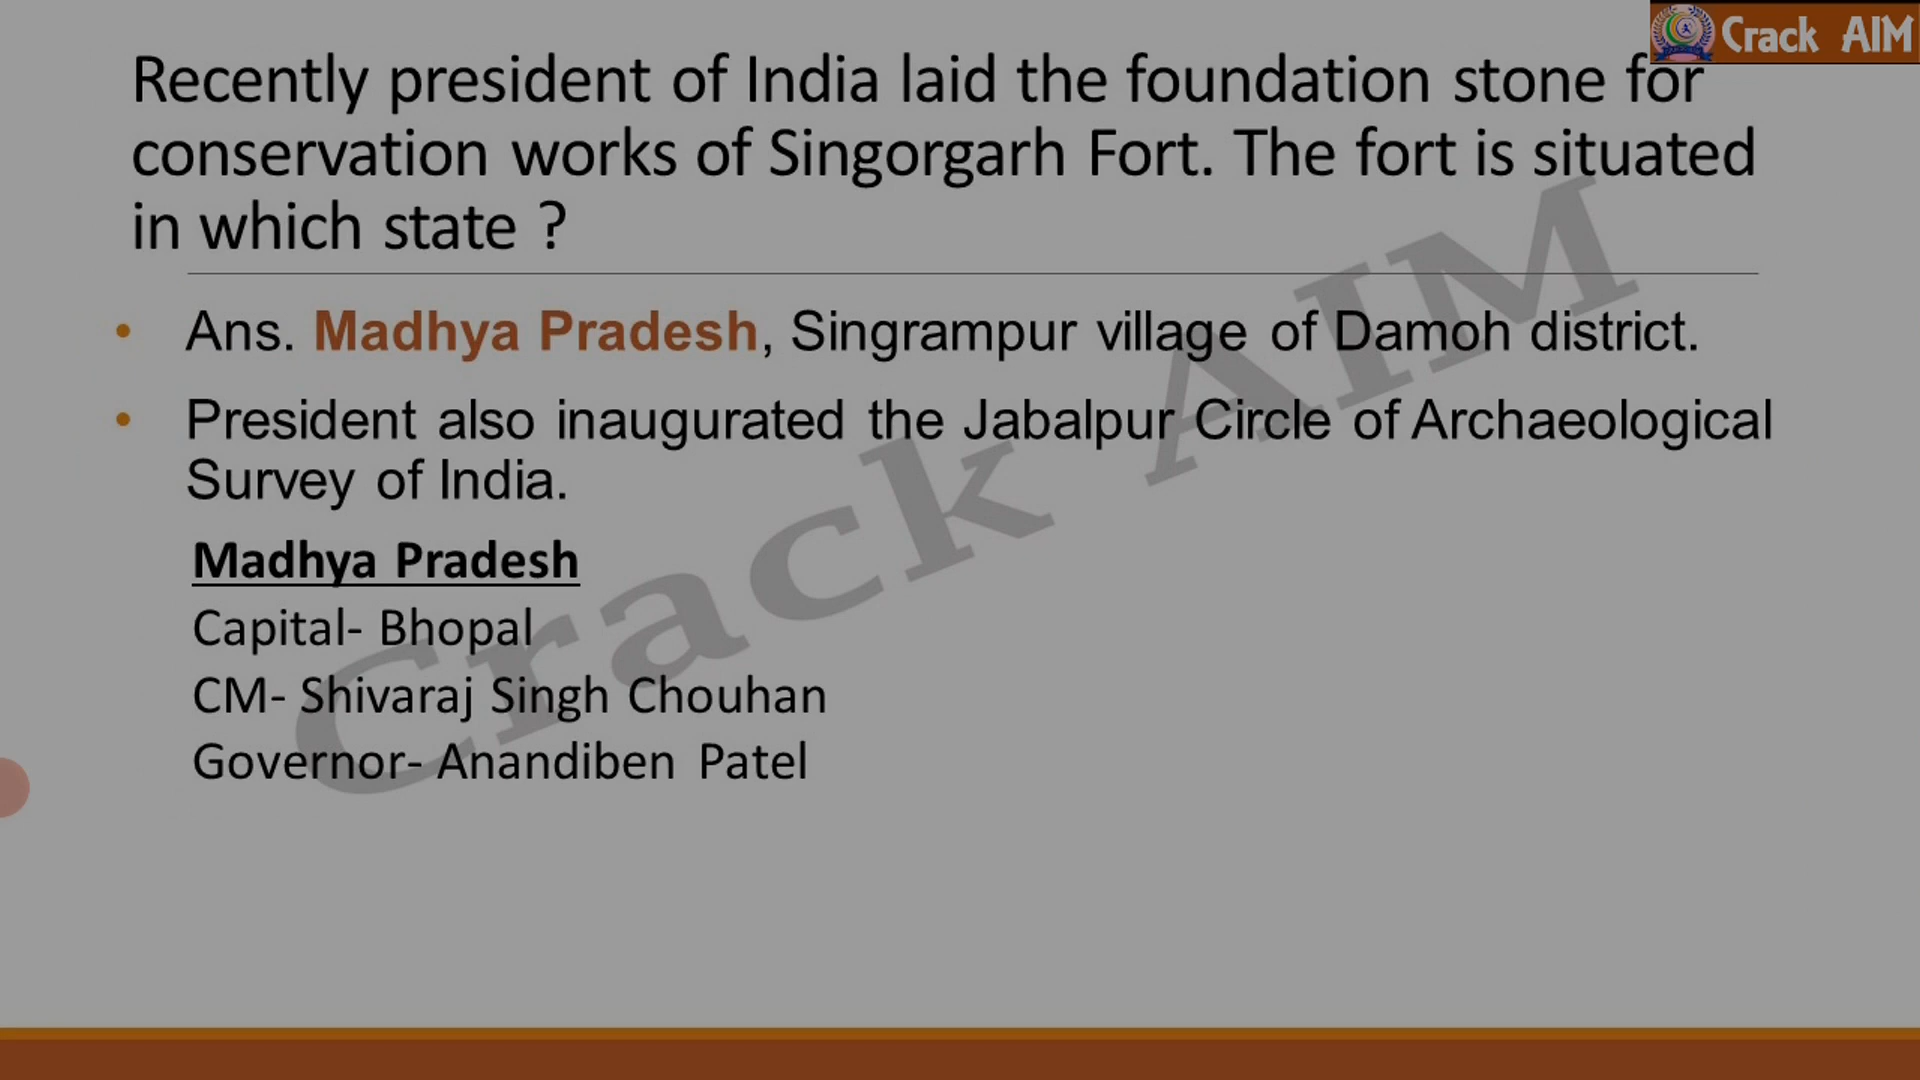 Crack AIM
Recently president of India laid the foundation stone for
conservation works of Singorgarh Fort. The fort is situated
in which state ?
• Ans. Madhya Pradesh, Singrampur village of Damoh district.
• President also inaugurated the Jabalpur Circle of Archaeological
Survey of India.
Madhya Pradesh
Capital- Bhopal
CM- Shivaraj Singh Chouhan
Governor- Anandiben Patel
Crack AIM